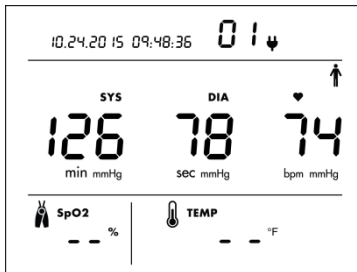 10.24.2015 09:48:36 01
SYS DIA
126 78 74
min mmHg sec mmHg bpm mmHg
SpO2 TEMP
-- % -- °F